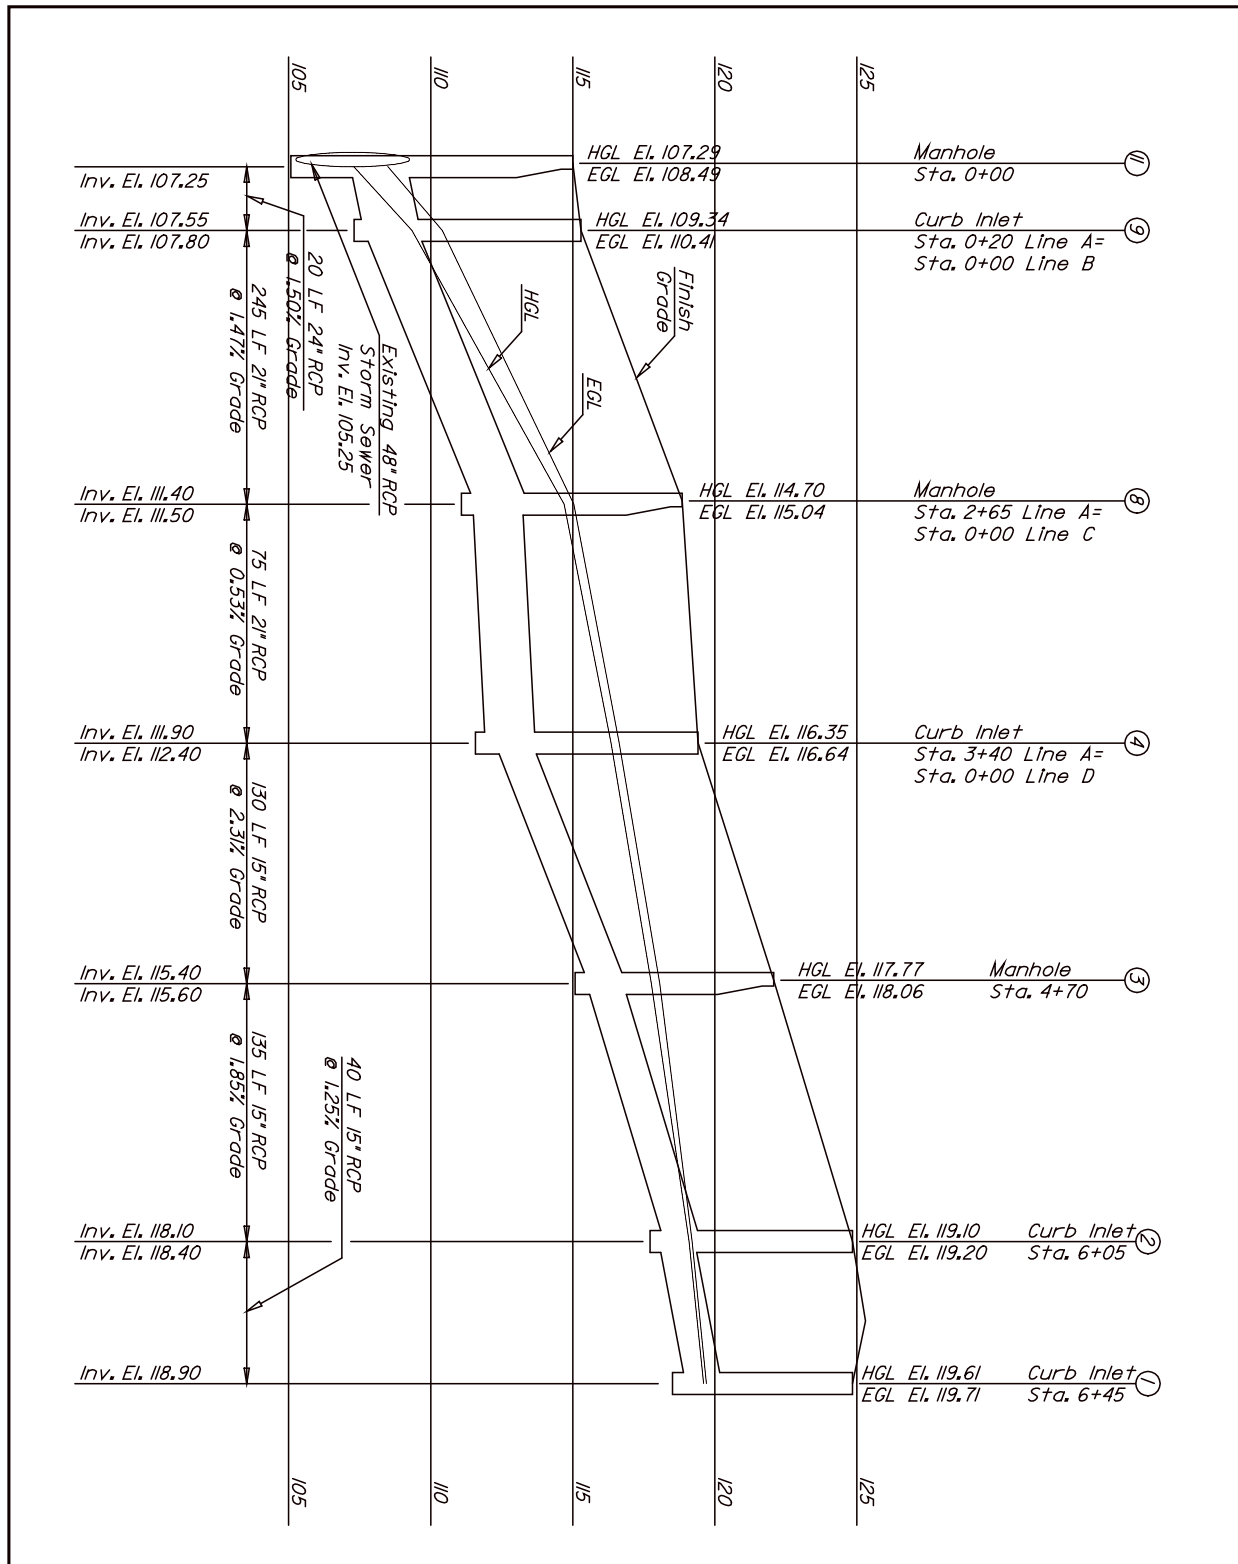 105
110
115
120
125
HGL El. 107.29
EGL El. 108.49
Manhole
Sta. 0+00
11
Inv. El. 107.25
Inv. El. 107.55
Inv. El. 107.80
HGL El. 109.34
EGL El. 110.41
Curb Inlet
Sta. 0+20 Line A=
Sta. 0+00 Line B
9
20 LF 24" RCP
@ 1.50% Grade
245 LF 21" RCP
@ 1.47% Grade
Existing 48" RCP
Storm Sewer
Inv. El. 105.25
HGL
EGL
Finish
Grade
Inv. El. 111.40
Inv. El. 111.50
HGL El. 114.70
EGL El. 115.04
Manhole
Sta. 2+65 Line A=
Sta. 0+00 Line C
8
75 LF 21" RCP
@ 0.53% Grade
Inv. El. 111.90
Inv. El. 112.40
HGL El. 116.35
EGL El. 116.64
Curb Inlet
Sta. 3+40 Line A=
Sta. 0+00 Line D
4
130 LF 15" RCP
@ 2.31% Grade
Inv. El. 115.40
Inv. El. 115.60
HGL El. 117.77
EGL El. 118.06
Manhole
Sta. 4+70
3
135 LF 15" RCP
@ 1.85% Grade
40 LF 15" RCP
@ 1.25% Grade
Inv. El. 118.10
Inv. El. 118.40
HGL El. 119.10
EGL El. 119.20
Curb Inlet
Sta. 6+05
2
Inv. El. 118.90
HGL El. 119.61
EGL El. 119.71
Curb Inlet
Sta. 6+45
1
105
110
115
120
125